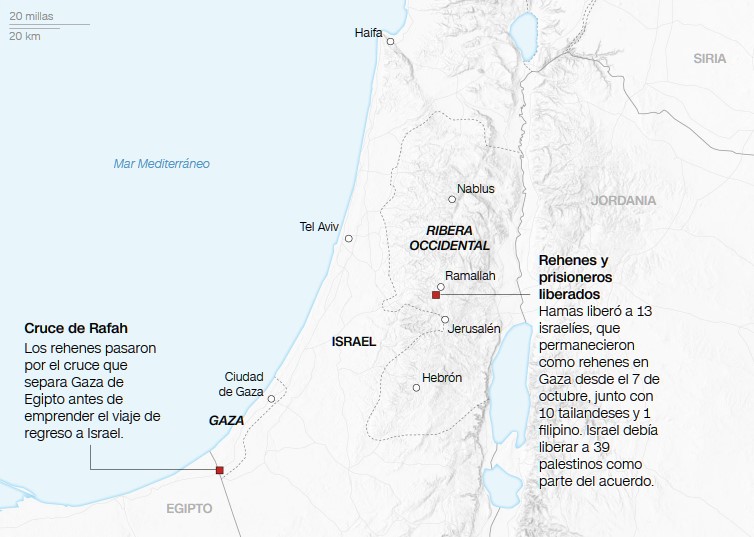 20 millas
20 km
Haifa
SIRIA
Mar Mediterráneo
Nablus
JORDANIA
Tel Aviv
RIBERA
OCCIDENTAL
Ramallah
Rehenes y
prisioneros
liberados
Hamas liberó a 13
israelíes, que
permanecieron
como rehenes en
Gaza desde el 7 de
octubre, junto con
10 tailandeses y 1
filipino. Israel debía
liberar a 39
palestinos como
parte del acuerdo.
Cruce de Rafah
Los rehenes pasaron
por el cruce que
separa Gaza de
Egipto antes de
emprender el viaje de
regreso a Israel.
ISRAEL
Jerusalén
Ciudad
de Gaza
Hebrón
GAZA
EGIPTO